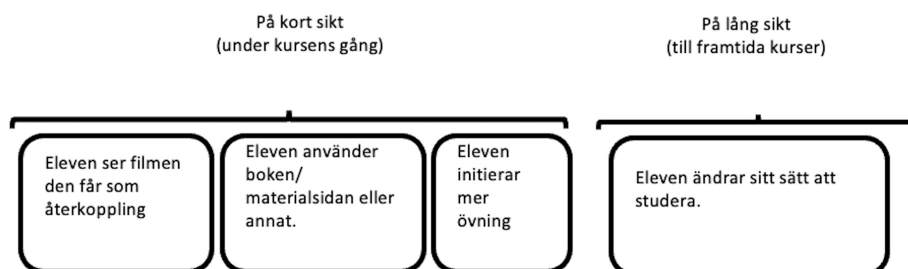 På kort sikt
(under kursens gång)
På lång sikt
(till framtida kurser)
Eleven ser filmen
den får som
återkoppling
Eleven använder
boken/
materialsidan eller
annat.
Eleven
initierar
mer
övning
Eleven ändrar sitt sätt att
studera.